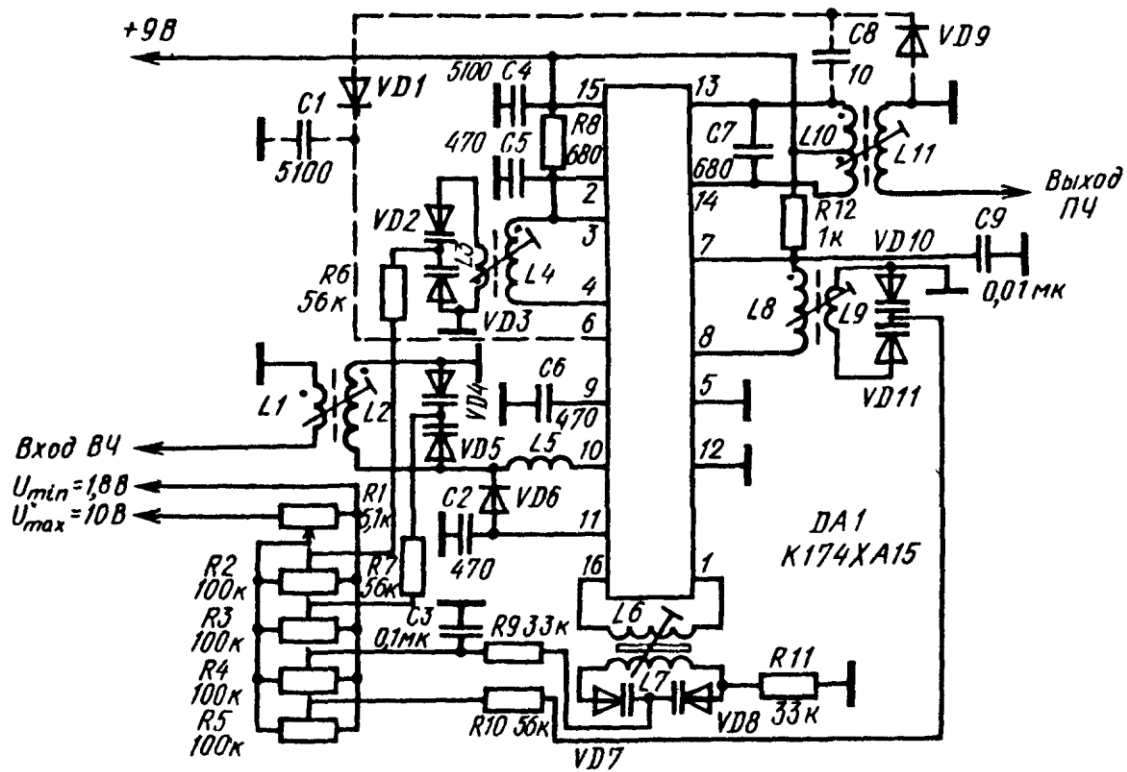 +9В
VD1
C1
5100
5100
C4
470
C5
R8
680
15
13
2
3
4
6
9
10
11
16
14
7
8
5
12
1
C8
10
VD9
C7
680
L10
L11
Выход
ПЧ
R12
1к
VD10
C9
0,01мк
L8
L9
VD11
VD2
L3
L4
VD3
R6
56к
L1
L2
VD4
VD5
C6
470
L5
VD6
C2
470
Вход ВЧ
Umin=1,8В
Umax=10В
R1
5,1к
R2
100к
R3
100к
R4
100к
R5
100к
R7
56к
C3
0,1мк
R9 33к
R10 56к
L6
L7
VD7
VD8
R11
33к
DA1
К174ХА15